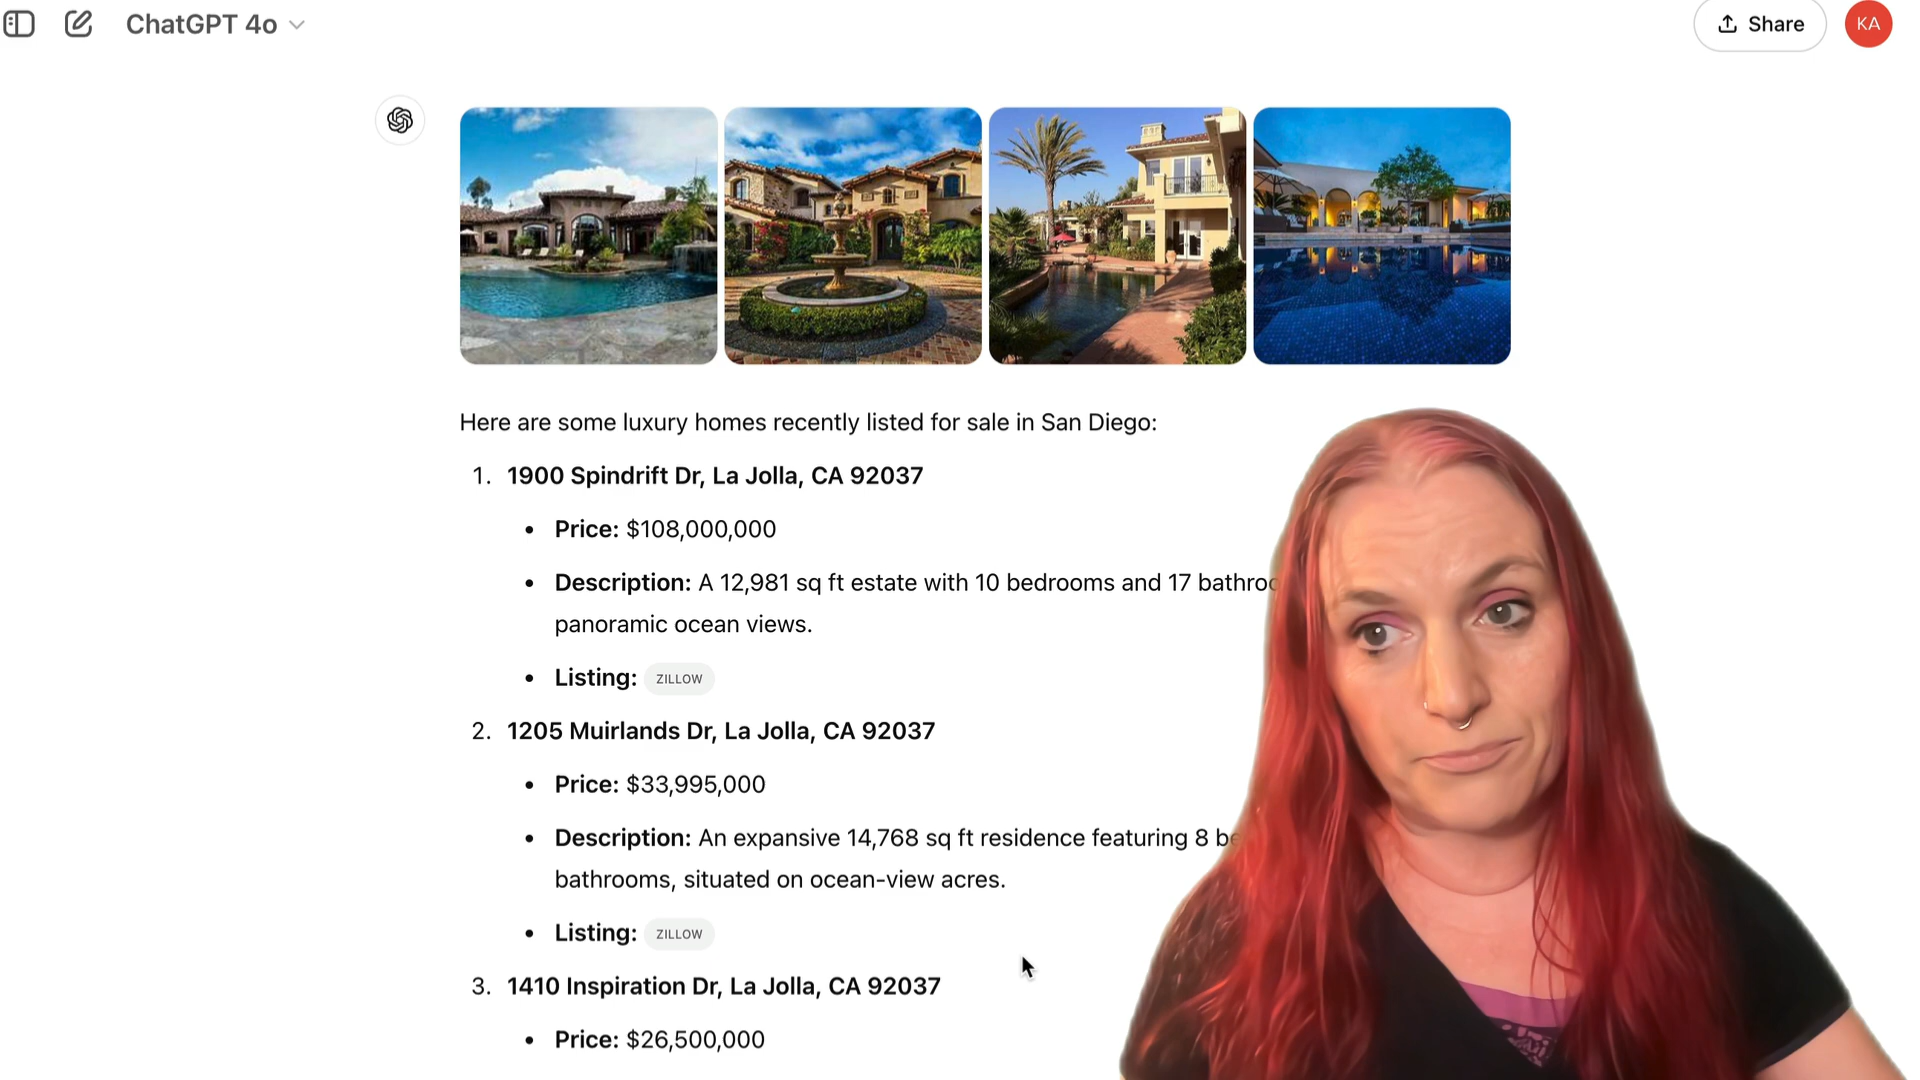 ChatGPT 4o
Share
KA
Here are some luxury homes recently listed for sale in San Diego:
1. 1900 Spindrift Dr, La Jolla, CA 92037
• Price: $108,000,000
• Description: A 12,981 sq ft estate with 10 bedrooms and 17
panoramic ocean views.
• Listing: ZILLOW
2. 1205 Muirlands Dr, La Jolla, CA 92037
• Price: $33,995,000
• Description: An expansive 14,768 sq ft residence featuring 8
bathrooms, situated on ocean-view acres.
• Listing: ZILLOW
3. 1410 Inspiration Dr, La Jolla, CA 92037
• Price: $26,500,000